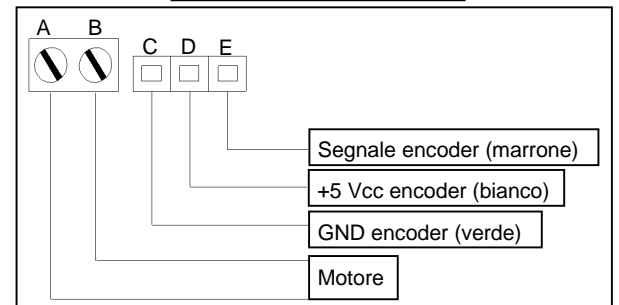 A B
C D E
Segnale encoder (marrone)
+5 Vcc encoder (bianco)
GND encoder (verde)
Motore